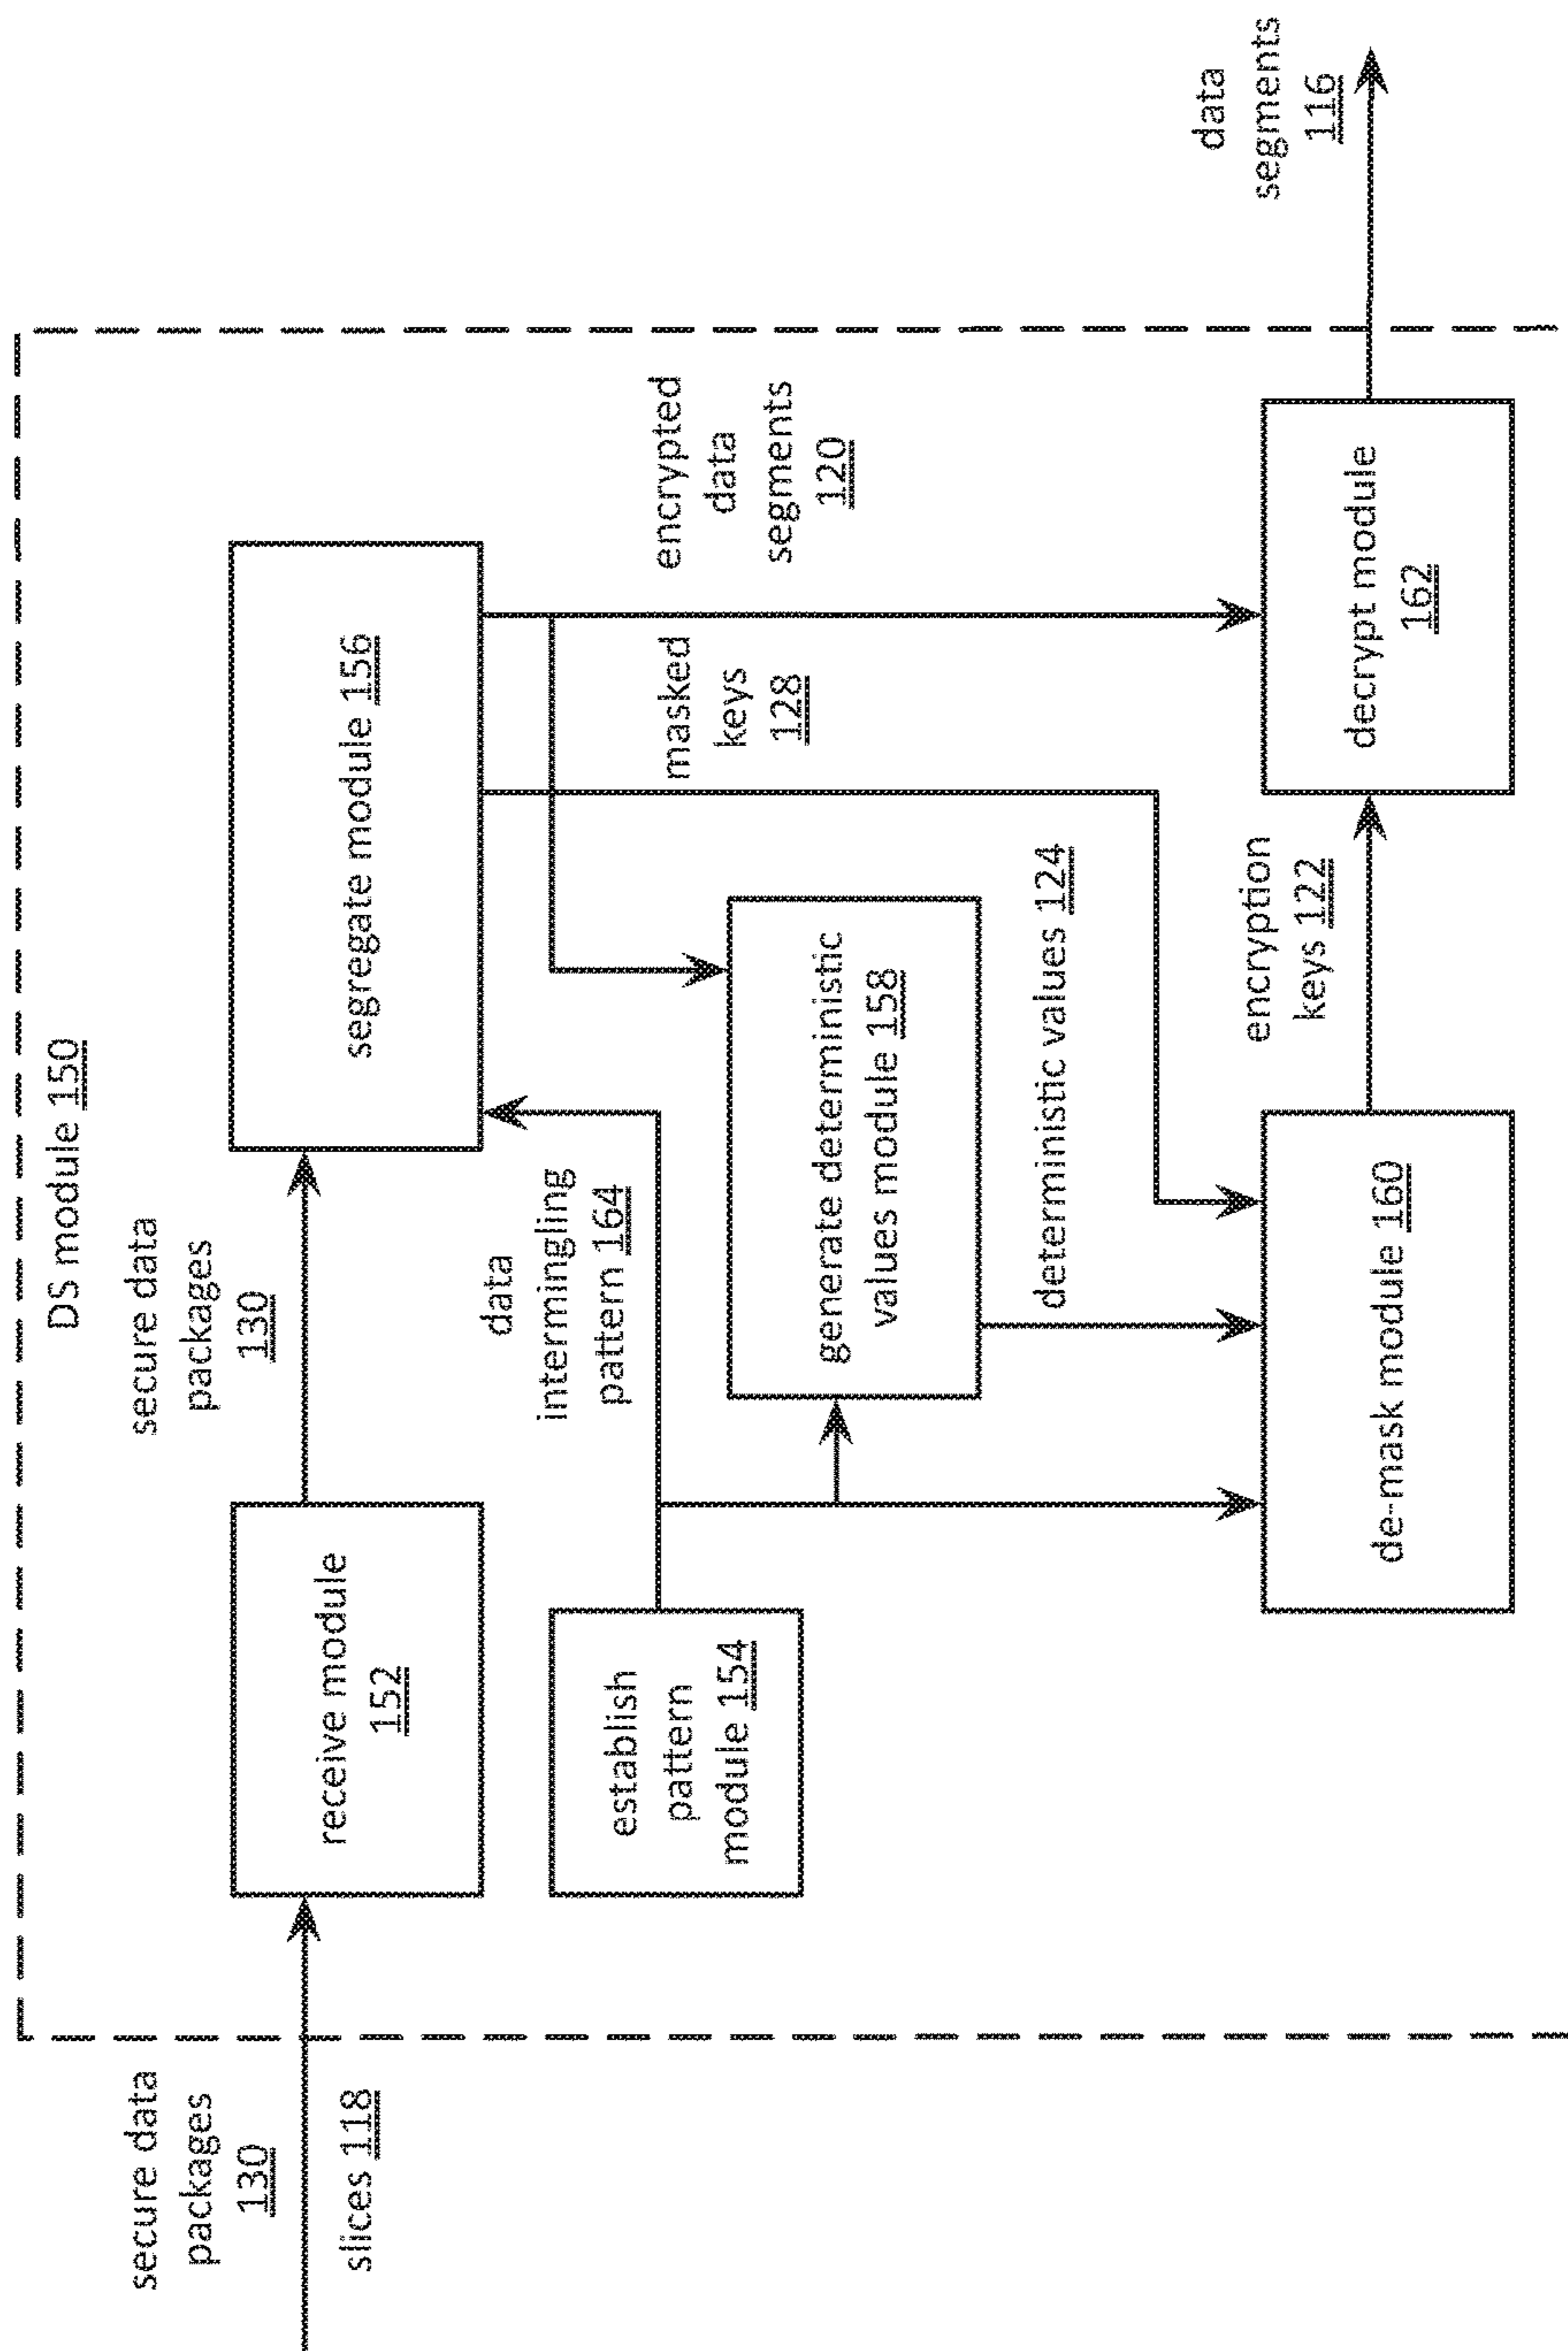 DS module 150
secure data
packages
130
slices 118
receive module
152
secure data
packages
130
segregate module 156
establish
pattern
module 154
data
intermingling
pattern 164
generate deterministic
values module 158
masked
keys
128
encrypted
data
segments
120
deterministic values 124
de-mask module 160
encryption
keys 122
decrypt module
162
data
segments
116